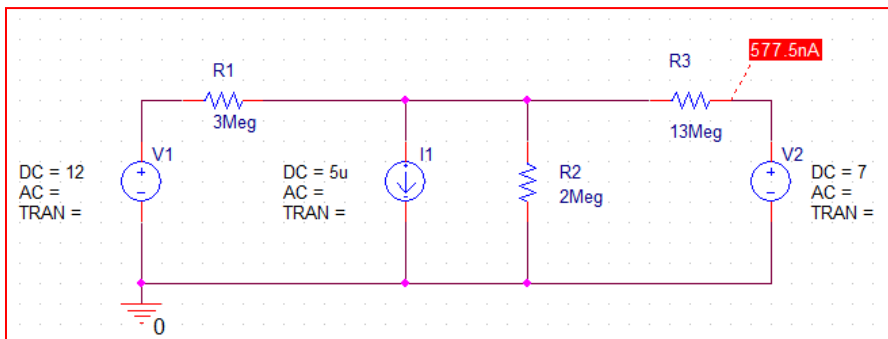 577.5nA
R1
R3
3Meg
13Meg
V1
I1
V2
DC = 12
AC =
TRAN =
DC = 5u
AC =
TRAN =
R2
2Meg
DC = 7
AC =
TRAN =
0